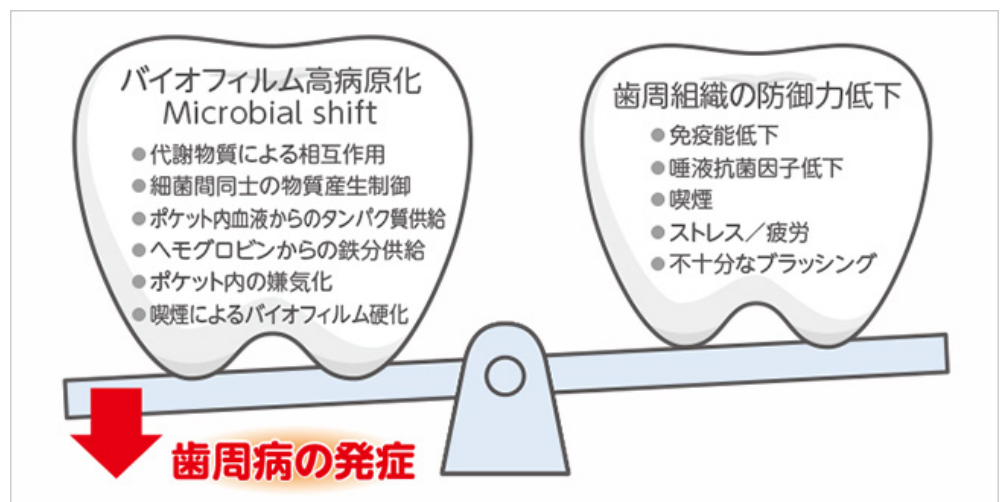 バイオフィルム高病原化
Microbial shift
●代謝物質による相互作用
●細菌間同士の物質産生制御
●ポケット内血液からのタンパク質供給
●ヘモグロビンからの鉄分供給
●ポケット内の嫌気化
●喫煙によるバイオフィルム硬化
歯周組織の防御力低下
●免疫能低下
●唾液抗菌因子低下
●喫煙
●ストレス／疲労
●不十分なブラッシング
歯周病の発症